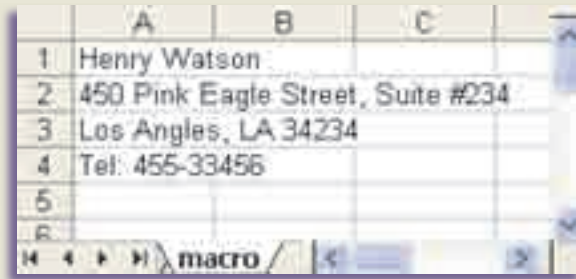 A B C
1 Henry Watson
2 450 Pink Eagle Street, Suite #234
3 Los Angles, LA 34234
4 Tel: 455-33456
5
6
macro